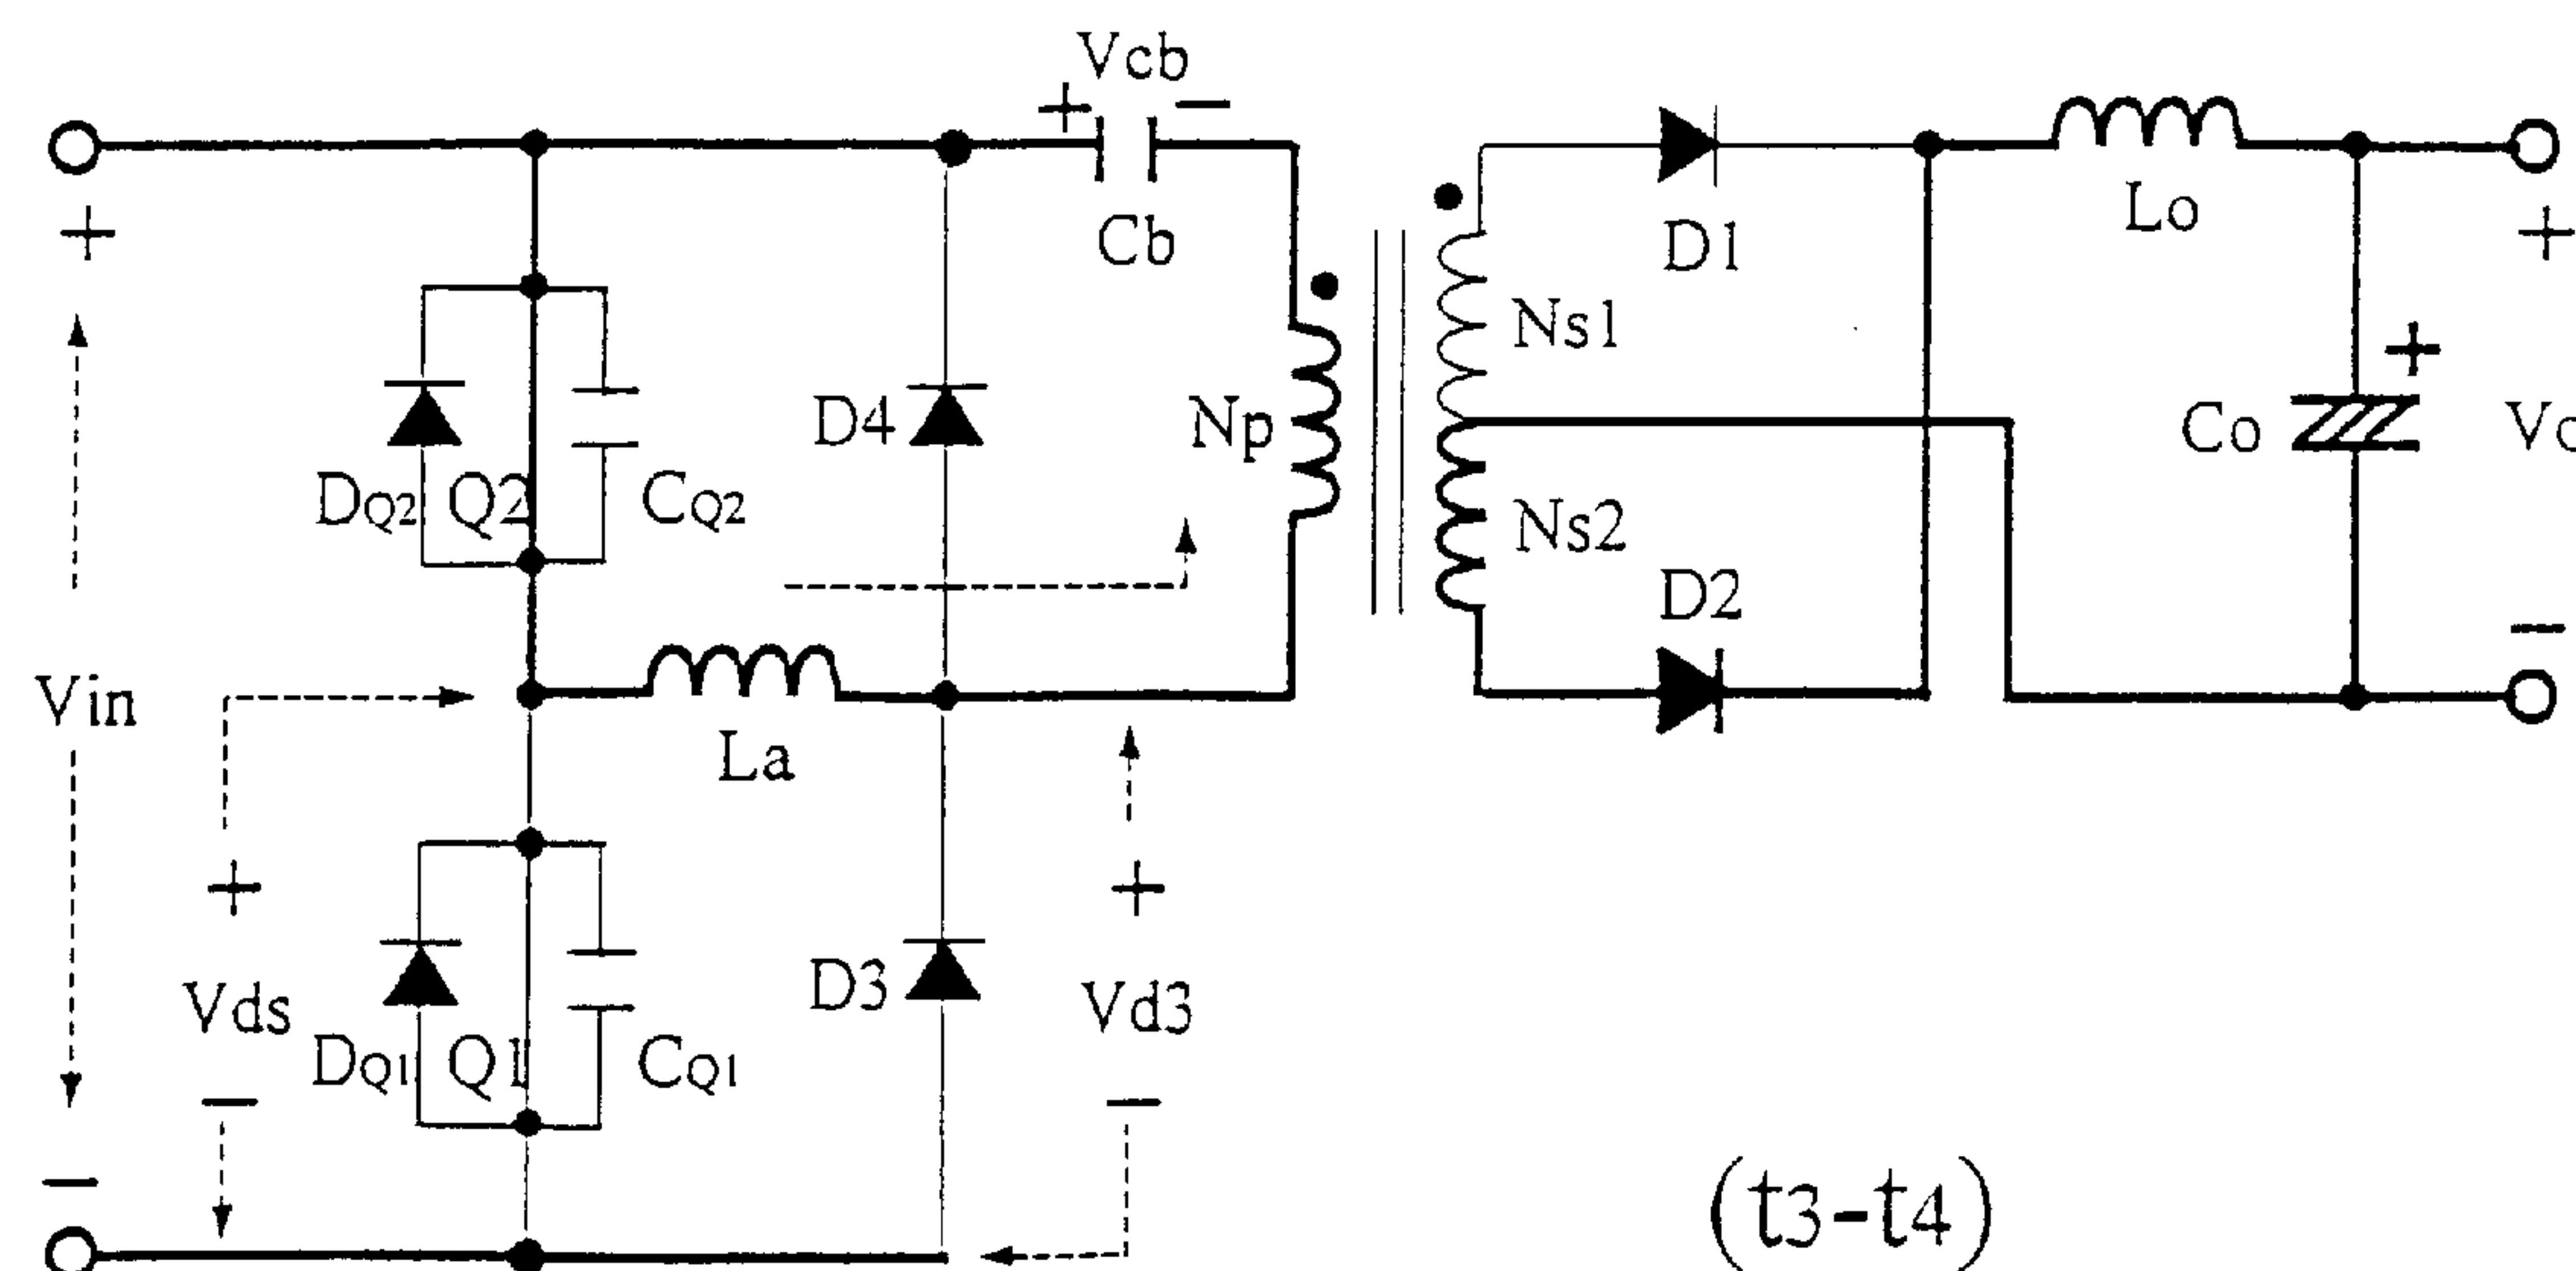 Vcb
+ −
Cb
D1
Lo
+
+
Ns1
+
D4
Np
Co
DQ2 Q2 CQ2
Ns2
D2
−
Vin
La
+
+
Vds
D3
Vd3
DQ1 Q1 CQ1
−
−
−
(t3-t4)